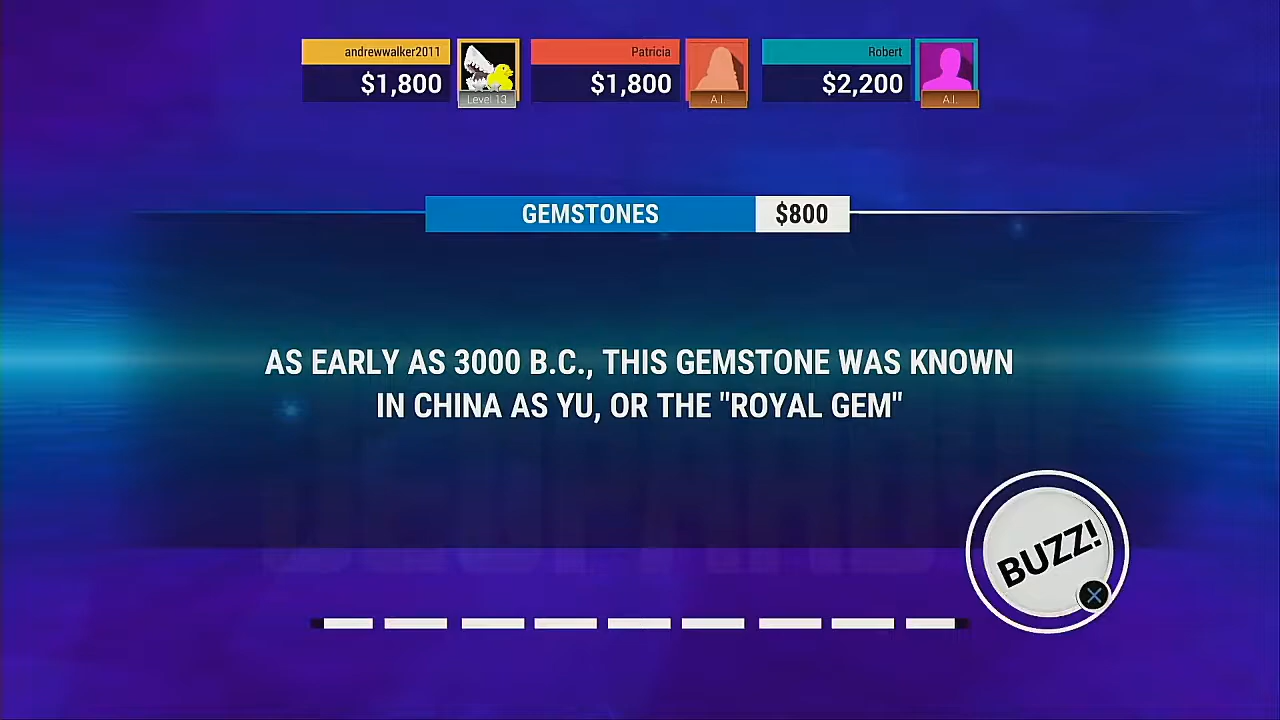 andrewwalker2011 Patricia Robert
$1,800 $1,800 $2,200
Level 13 A.I. A.I.
GEMSTONES $800
AS EARLY AS 3000 B.C., THIS GEMSTONE WAS KNOWN
IN CHINA AS YU, OR THE "ROYAL GEM"
JEOPARDY!
BUZZ!